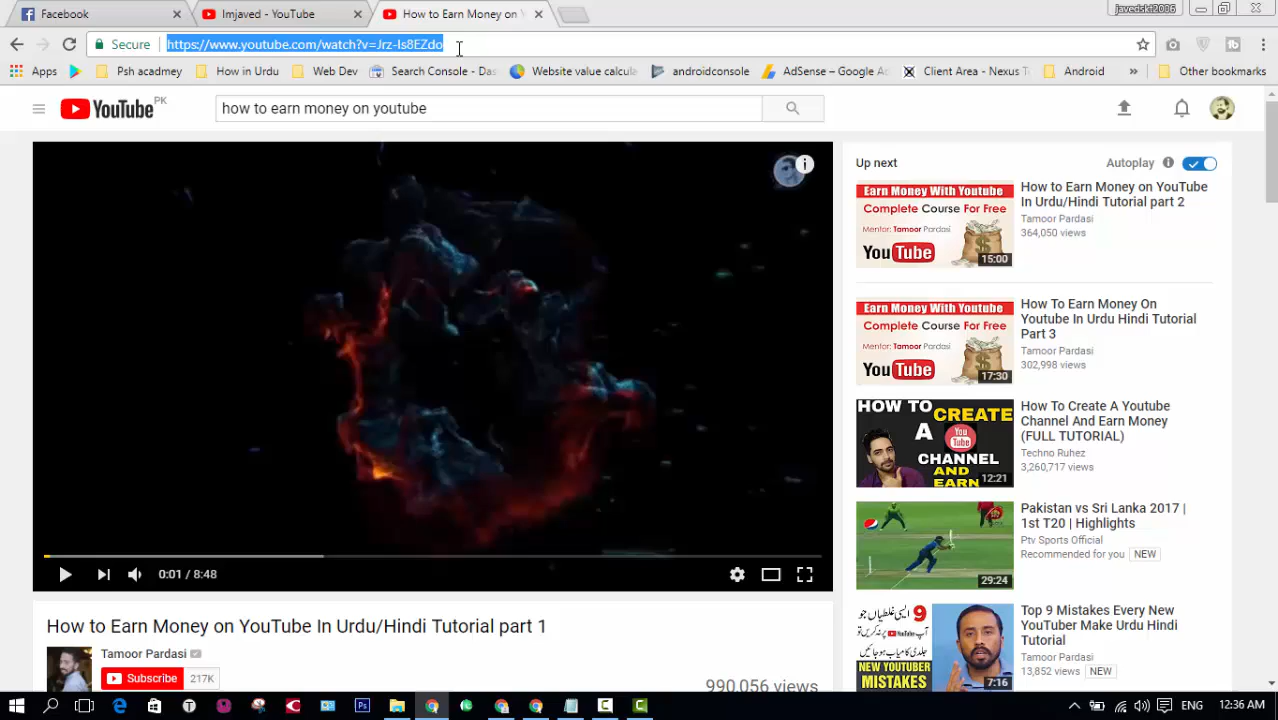 Facebook
Imjaved - YouTube
How to Earn Money on
javedskt2006
Secure
https://www.youtube.com/watch?v=Jrz-Is8EZdo
Apps
Psh acadmey
How in Urdu
Web Dev
Search Console - Das
Website value calcula
androidconsole
AdSense – Google Ad
Client Area - Nexus T
Android
Other bookmarks
YouTube PK
how to earn money on youtube
Up next
Autoplay
Earn Money With Youtube
Complete Course For Free
Mentor: Tamoor Pardasi
YouTube
15:00
How to Earn Money on YouTube
In Urdu/Hindi Tutorial part 2
Tamoor Pardasi
364,050 views
Earn Money With Youtube
Complete Course For Free
Mentor: Tamoor Pardasi
YouTube
17:30
How To Earn Money On
Youtube In Urdu Hindi Tutorial
Part 3
Tamoor Pardasi
302,998 views
HOW TO
CREATE
A
You
Tube
CHANNEL
AND
EARN
12:21
How To Create A Youtube
Channel And Earn Money
(FULL TUTORIAL)
Techno Ruhez
3,260,717 views
29:24
Pakistan vs Sri Lanka 2017 |
1st T20 | Highlights
Ptv Sports Official
Recommended for you NEW
9
NEW YOUTUBER
MISTAKES
7:16
Top 9 Mistakes Every New
YouTuber Make Urdu Hindi
Tutorial
Tamoor Pardasi
13,852 views NEW
0:01 / 8:48
How to Earn Money on YouTube In Urdu/Hindi Tutorial part 1
Tamoor Pardasi
Subscribe 217K
990,056 views
ENG
12:36 AM